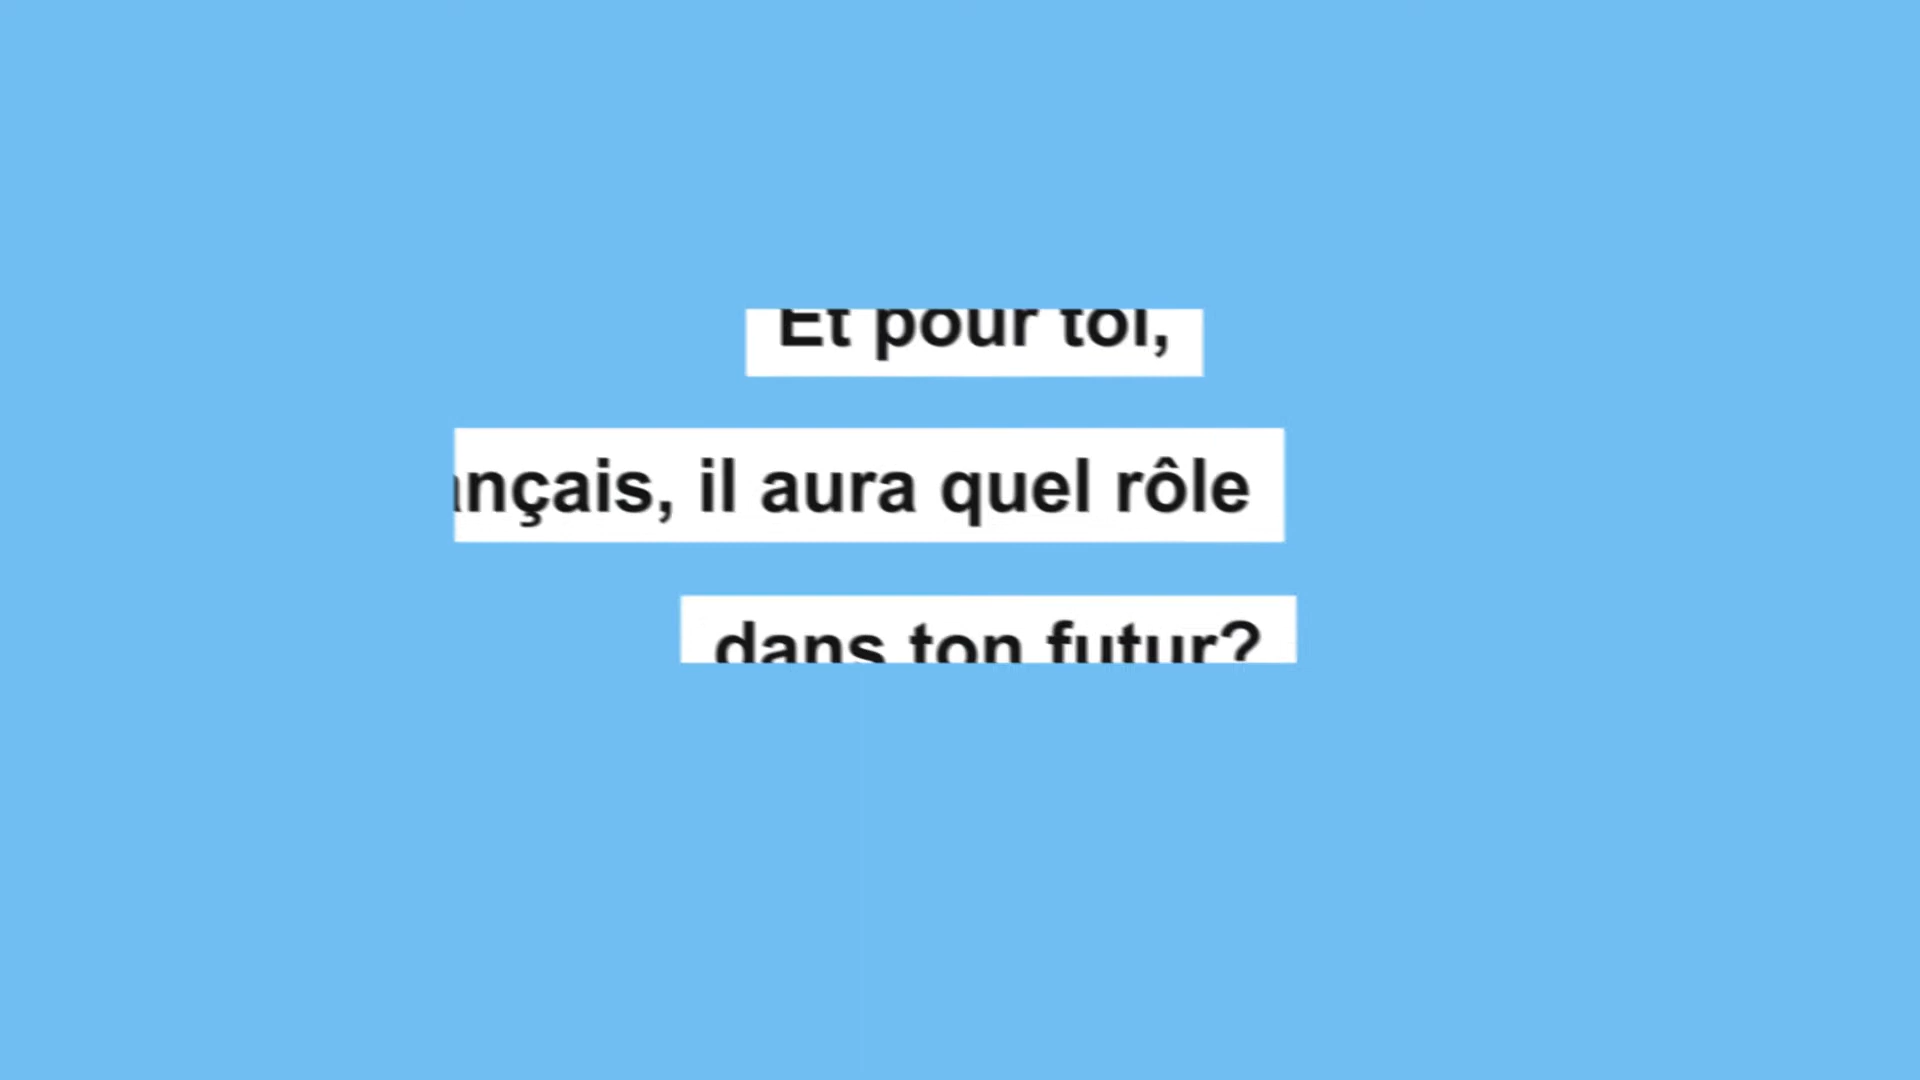 Et pour toi,
nçais, il aura quel rôle
dans ton futur?